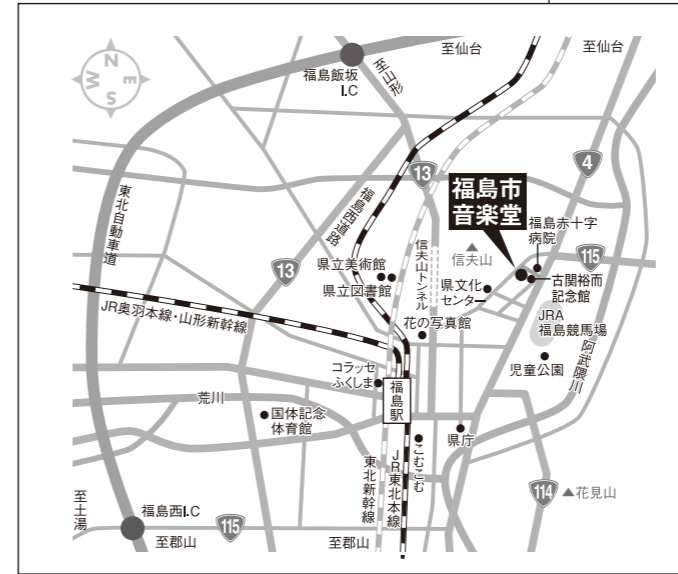 至仙台
至仙台
N
E
S
W
福島飯坂
I.C
至山形
13
4
福島市
音楽堂
東北自動車道
福島西道路
福島赤十字
病院
信夫山トンネル
▲
信夫山
115
13
県立美術館
県立図書館
県文化
センター
古関裕而
記念館
花の写真館
JRA
福島競馬場
JR奥羽本線・山形新幹線
阿武隈川
コラッセ
ふくしま
児童公園
荒川
福島駅
国体記念
体育館
県庁
こむこむ
東北新幹線
JR東北本線
至土湯
福島西I.C
115
114
▲花見山
至郡山
至郡山